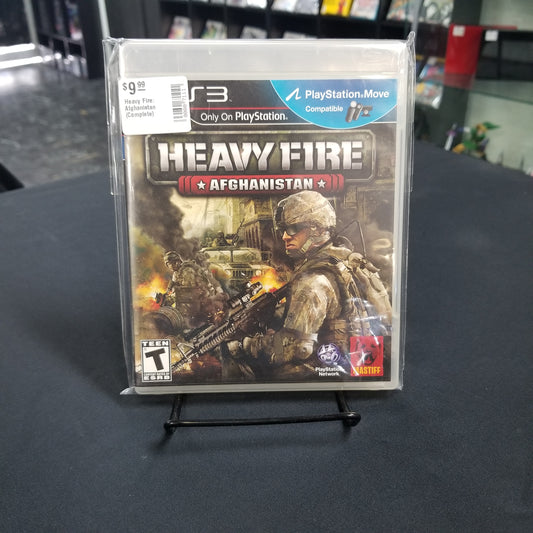 $9.99
Heavy Fire:
Afghanistan
(Complete)
PS3
PlayStation®Move
Compatible
Only On PlayStation®
HEAVY FIRE
AFGHANISTAN
TEEN
T
ESRB
PlayStation
Network
BASTIFF